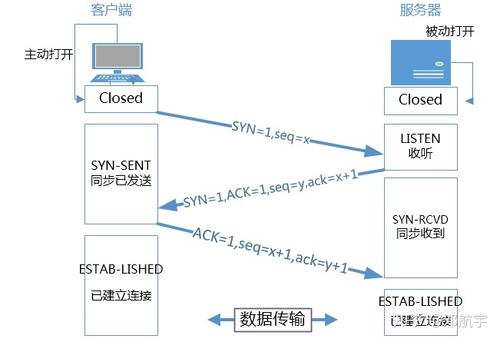 客户端
服务器
主动打开
被动打开
Closed
Closed
SYN=1,seq=x
LISTEN
收听
SYN-SENT
同步已发送
SYN=1,ACK=1,seq=y,ack=x+1
SYN-RCVD
同步收到
ACK=1,seq=x+1,ack=y+1
ESTAB-LISHED
已建立连接
数据传输
ESTAB-LISHED
已建立连接